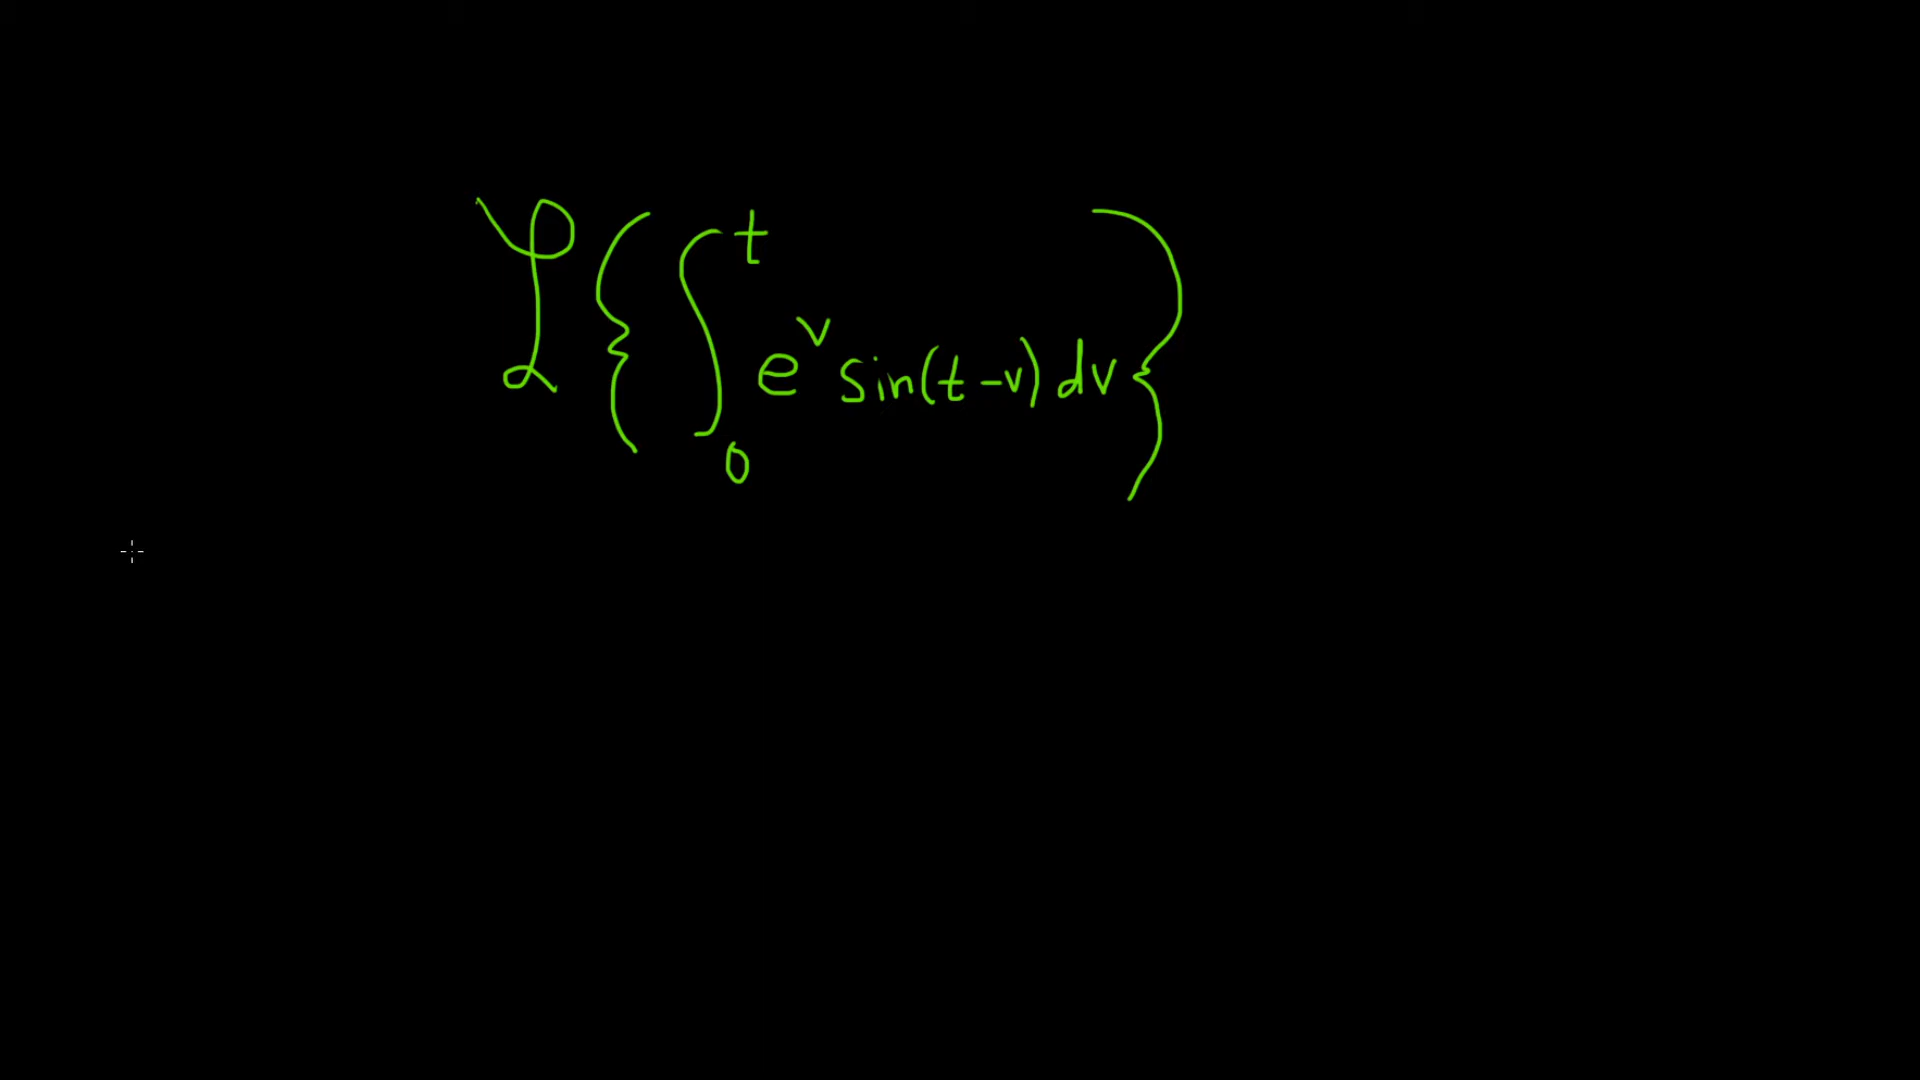 ℒ{∫₀ᵗ eᵛ sin(t-v) dv}